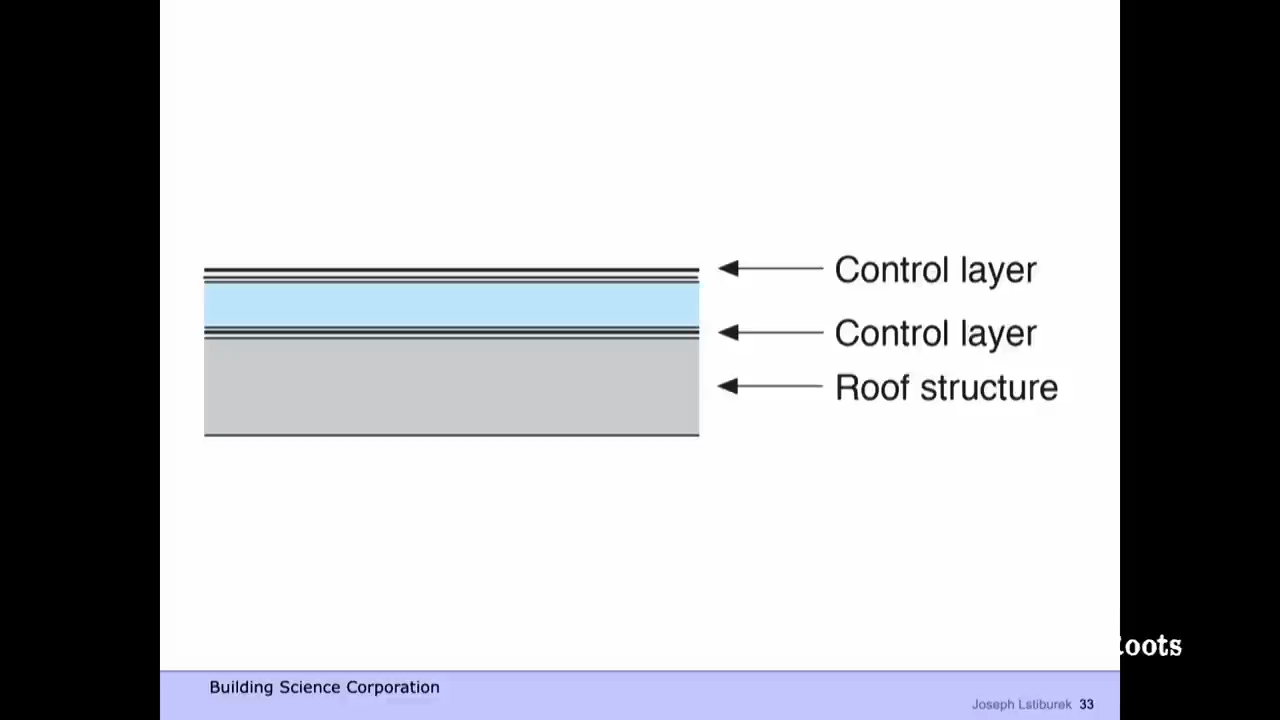 Control layer
Control layer
Roof structure
Building Science Corporation
Joseph Lstiburek 33